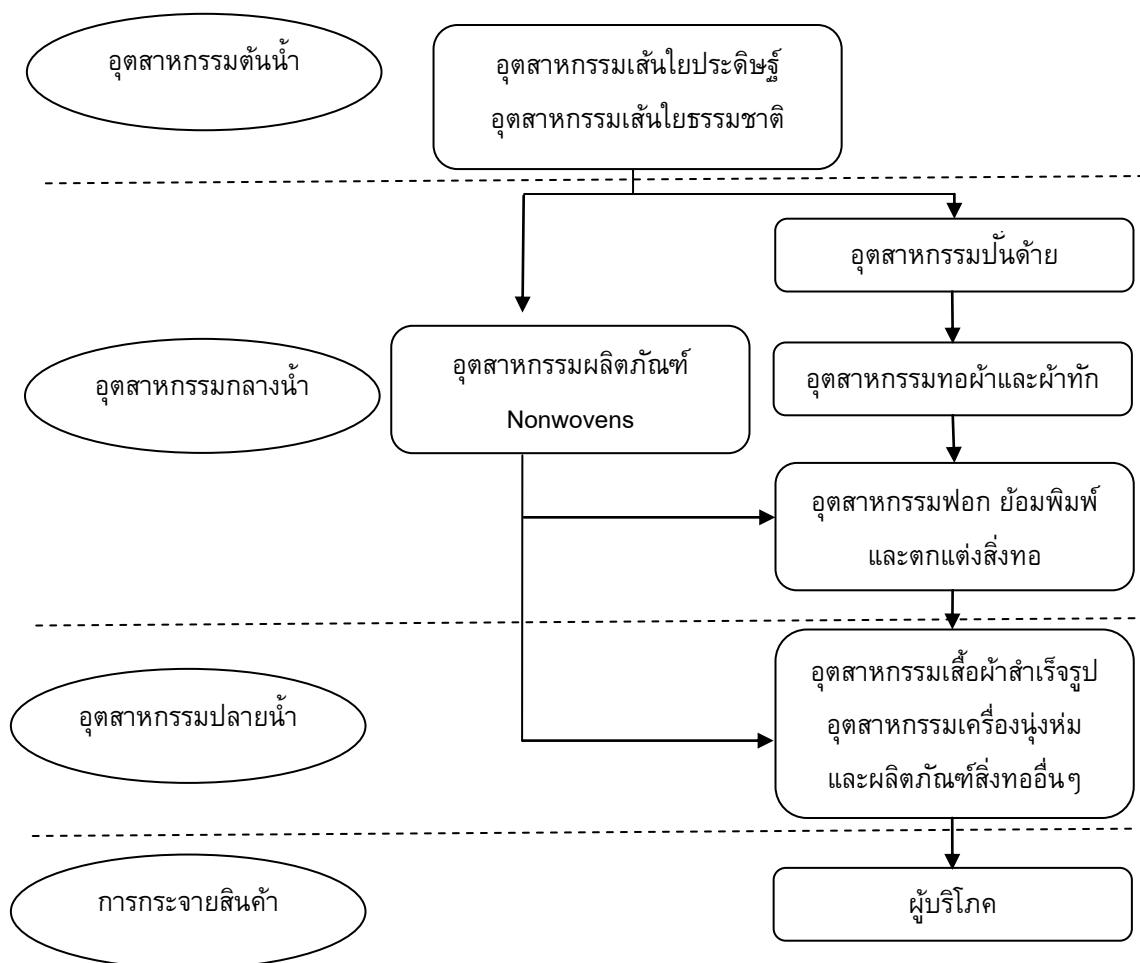 อุตสาหกรรมต้นน้ำ
อุตสาหกรรมเส้นใยประดิษฐ์
อุตสาหกรรมเส้นใยธรรมชาติ
อุตสาหกรรมปั่นด้าย
อุตสาหกรรมกลางน้ำ
อุตสาหกรรมผลิตภัณฑ์
Nonwovens
อุตสาหกรรมทอผ้าและผ้าทัก
อุตสาหกรรมฟอก ย้อมพิมพ์
และตกแต่งสิ่งทอ
อุตสาหกรรมปลายน้ำ
อุตสาหกรรมเสื้อผ้าสำเร็จรูป
อุตสาหกรรมเครื่องนุ่งห่ม
และผลิตภัณฑ์สิ่งทออื่นๆ
การกระจายสินค้า
ผู้บริโภค